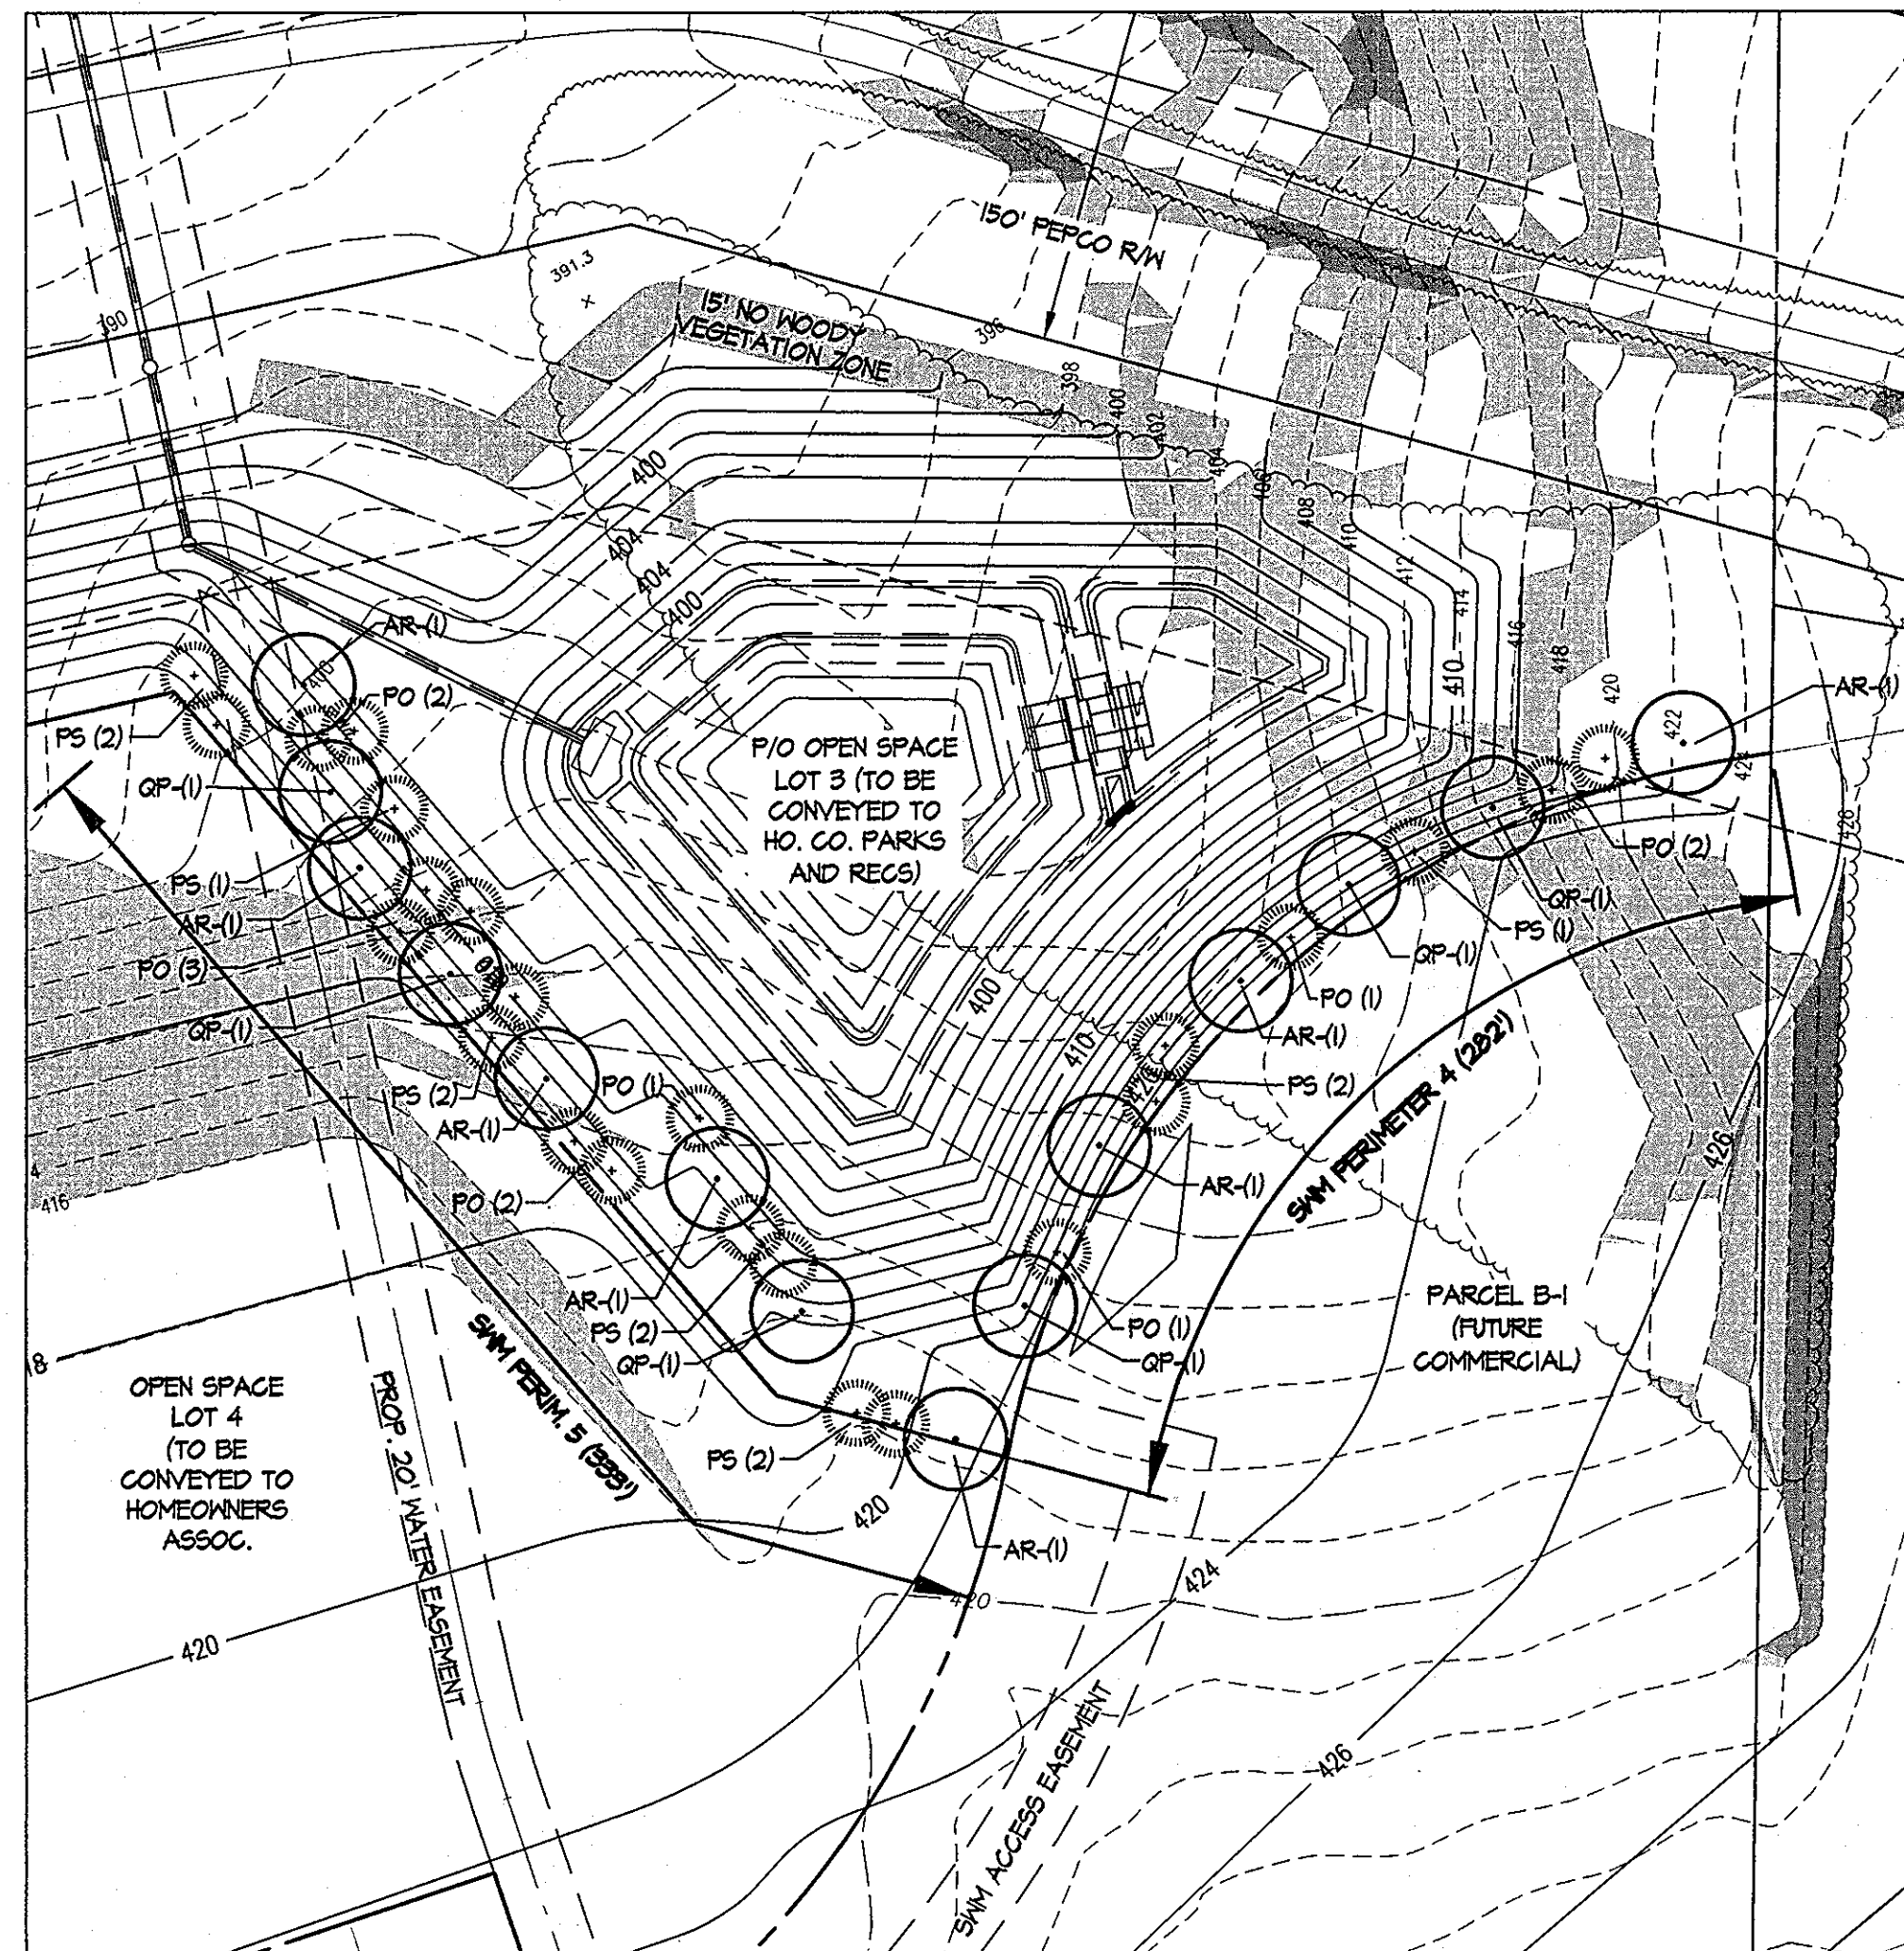 150' PEPCO R/W
391.3
15' NO WOODY
VEGETATION ZONE
390
396
398
400
402
404
406
408
410
412
414
416
418
420
422
424
426
400
404
404
400
AR-(1)
410
PO (2)
PS (2)
QP-(1)
PS (1)
AR-(1)
PO (3)
QP-(1)
PS (2)
AR-(1)
PO (1)
PO (2)
AR-(1)
PS (2)
QP-(1)
PS (2)
AR-(1)
P/O OPEN SPACE
LOT 3 (TO BE
CONVEYED TO
HO. CO. PARKS
AND RECS)
400
410
410
420
AR-(1)
PO (2)
QP-(1)
PS (1)
QP-(1)
PO (1)
AR-(1)
PS (2)
AR-(1)
PO (1)
QP-(1)
SWM PERIMETER 4 (282')
SWM PERIM. 5 (333')
PARCEL B-1
(FUTURE
COMMERCIAL)
426
416
4
18
OPEN SPACE
LOT 4
(TO BE
CONVEYED TO
HOMEOWNERS
ASSOC.
PROP. 20' WATER EASEMENT
420
420
420
424
426
SWM ACCESS EASEMENT